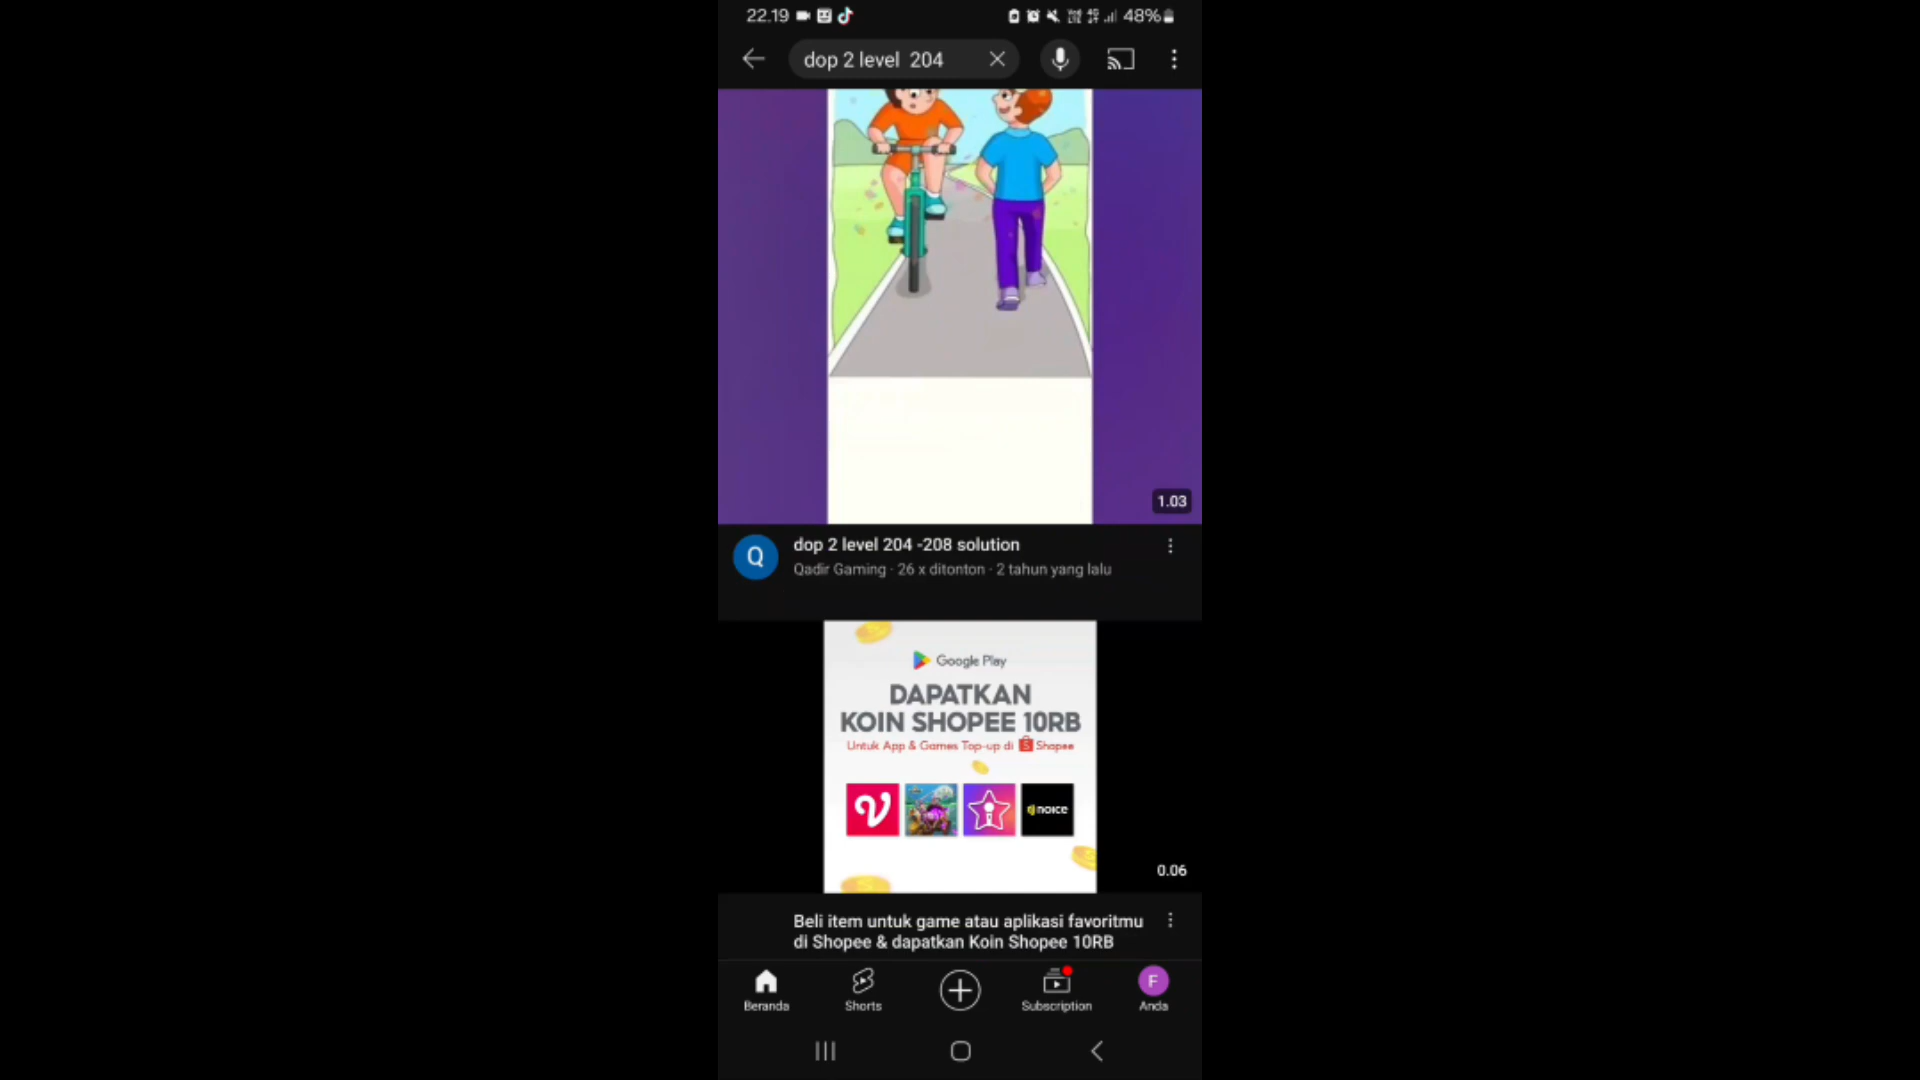 22.19 48%
dop 2 level 204
1.03
Q
dop 2 level 204 -208 solution
Qadir Gaming · 26 x ditonton · 2 tahun yang lalu
Google Play
DAPATKAN
KOIN SHOPEE 10RB
Untuk App & Games Top-up di S Shopee
noice
0.06
Beli item untuk game atau aplikasi favoritmu
di Shopee & dapatkan Koin Shopee 10RB
F
Beranda Shorts Subscription Anda